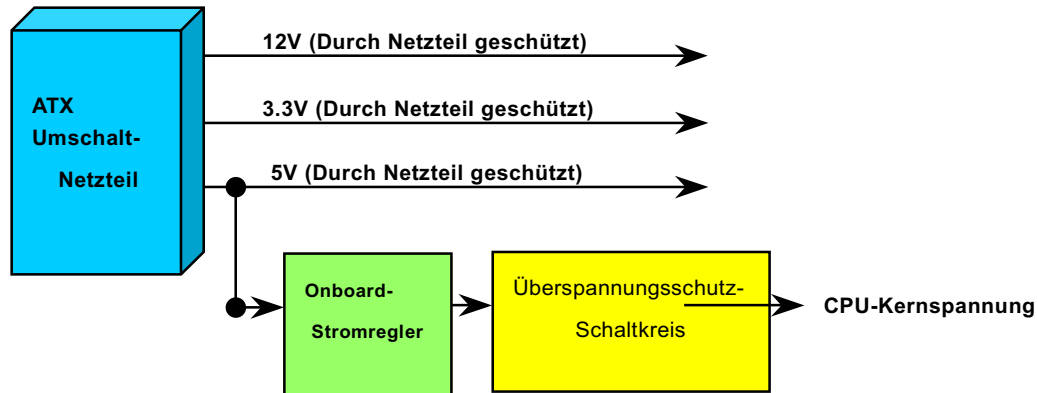 12V (Durch Netzteil geschützt)
ATX
Umschalt-
Netzteil
3.3V (Durch Netzteil geschützt)
5V (Durch Netzteil geschützt)
Onboard-
Stromregler
Überspannungsschutz-
Schaltkreis
CPU-Kernspannung